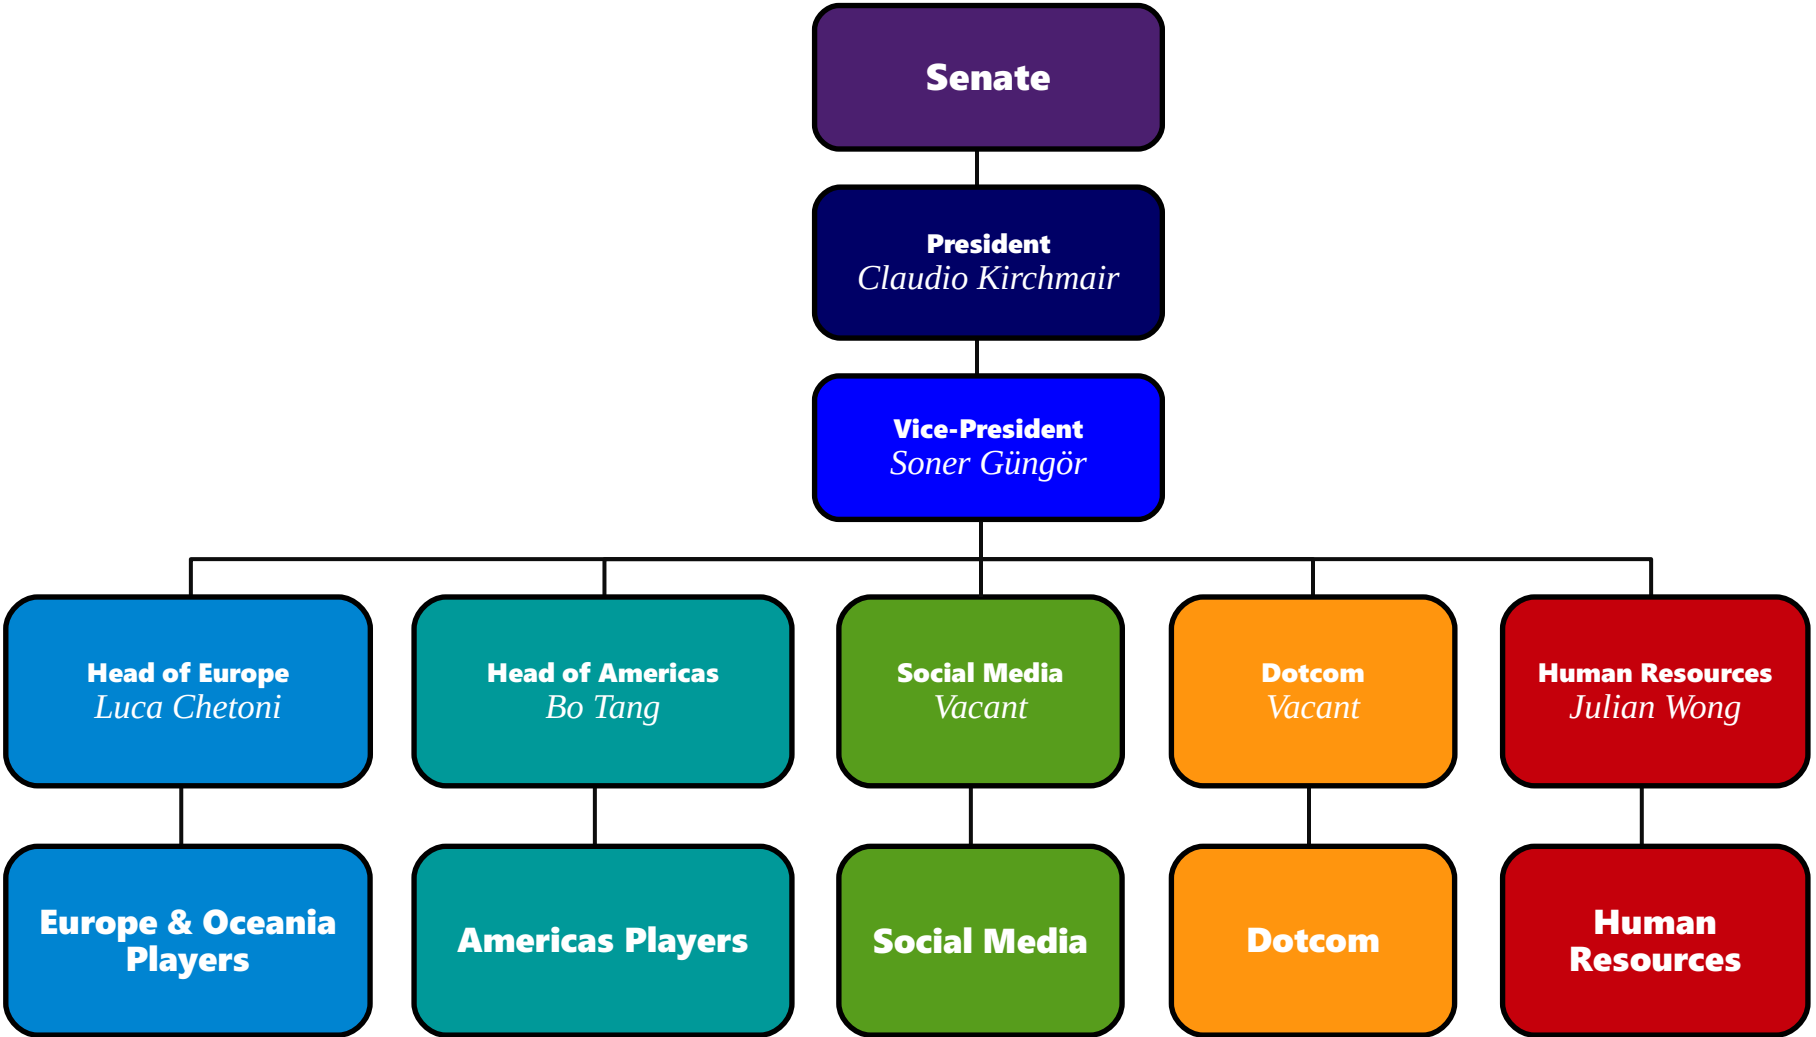 Senate
President
Claudio Kirchmair
Vice-President
Soner Güngör
Head of Europe
Luca Chetoni
Head of Americas
Bo Tang
Social Media
Vacant
Dotcom
Vacant
Human Resources
Julian Wong
Europe & Oceania
Players
Americas Players
Social Media
Dotcom
Human
Resources